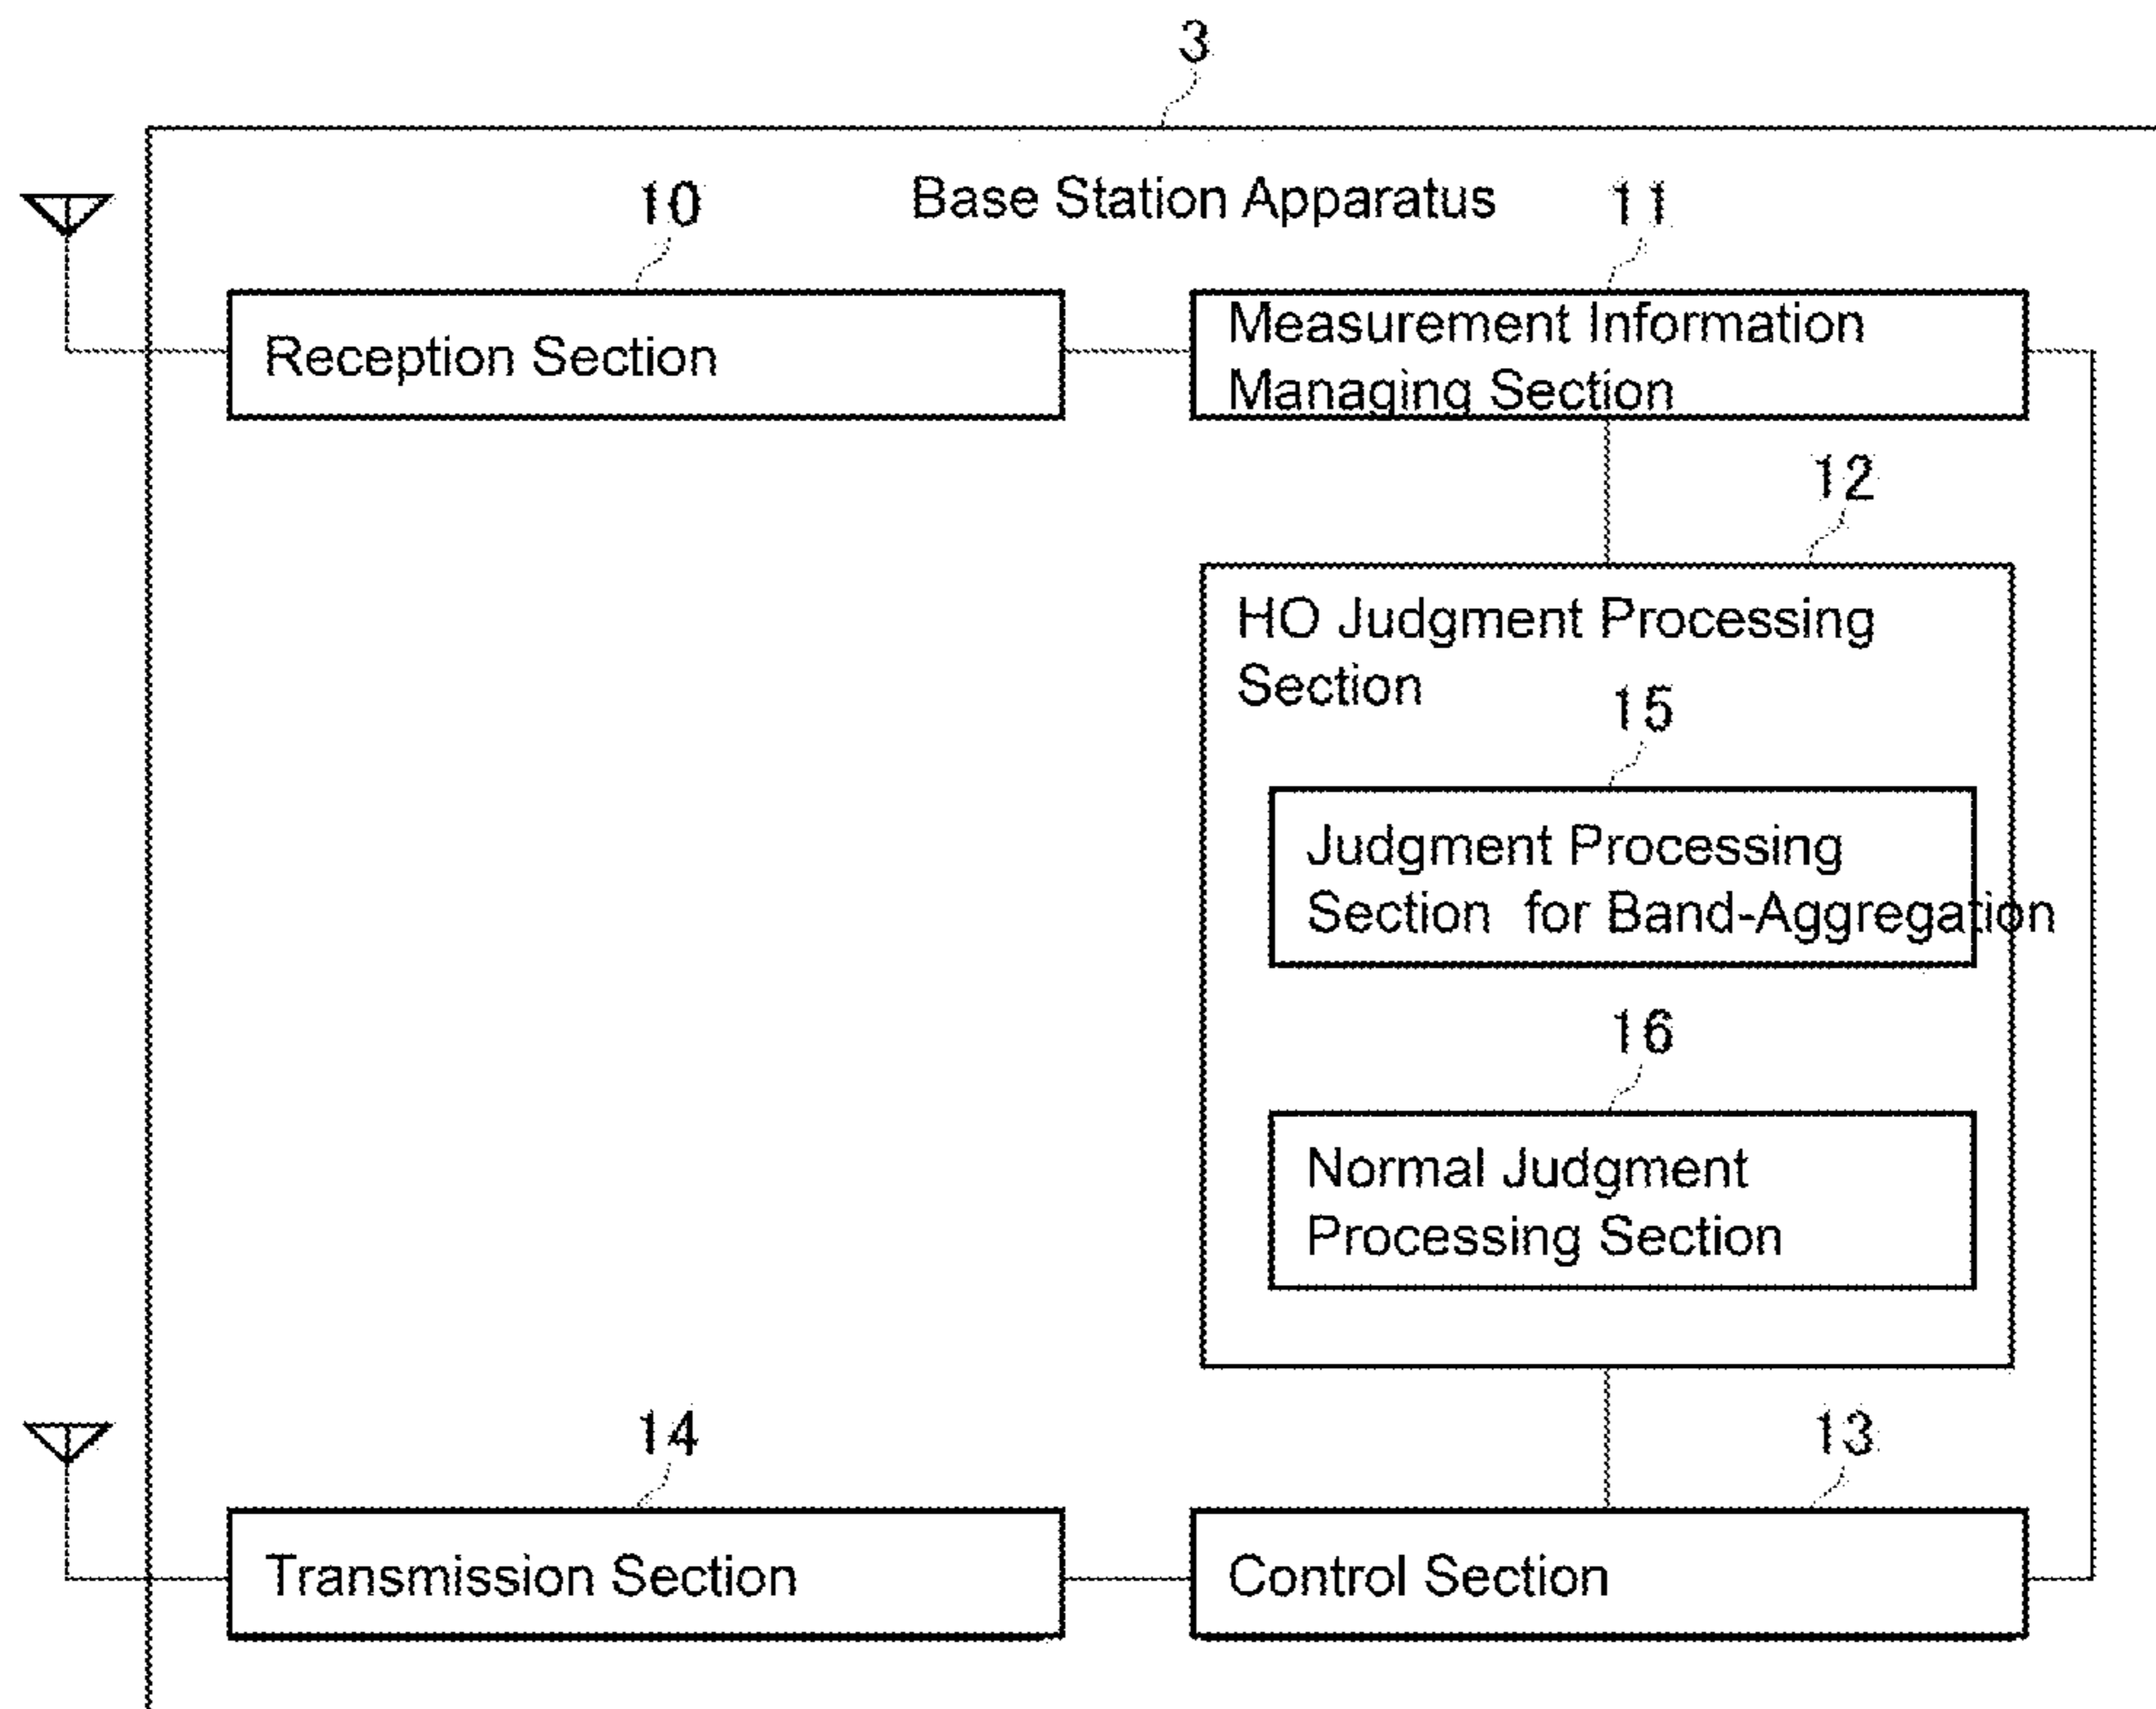 3
Base Station Apparatus
10
11
Reception Section
Measurement Information
Managing Section
12
HO Judgment Processing
Section
15
Judgment Processing
Section for Band-Aggregation
16
Normal Judgment
Processing Section
14
13
Transmission Section
Control Section